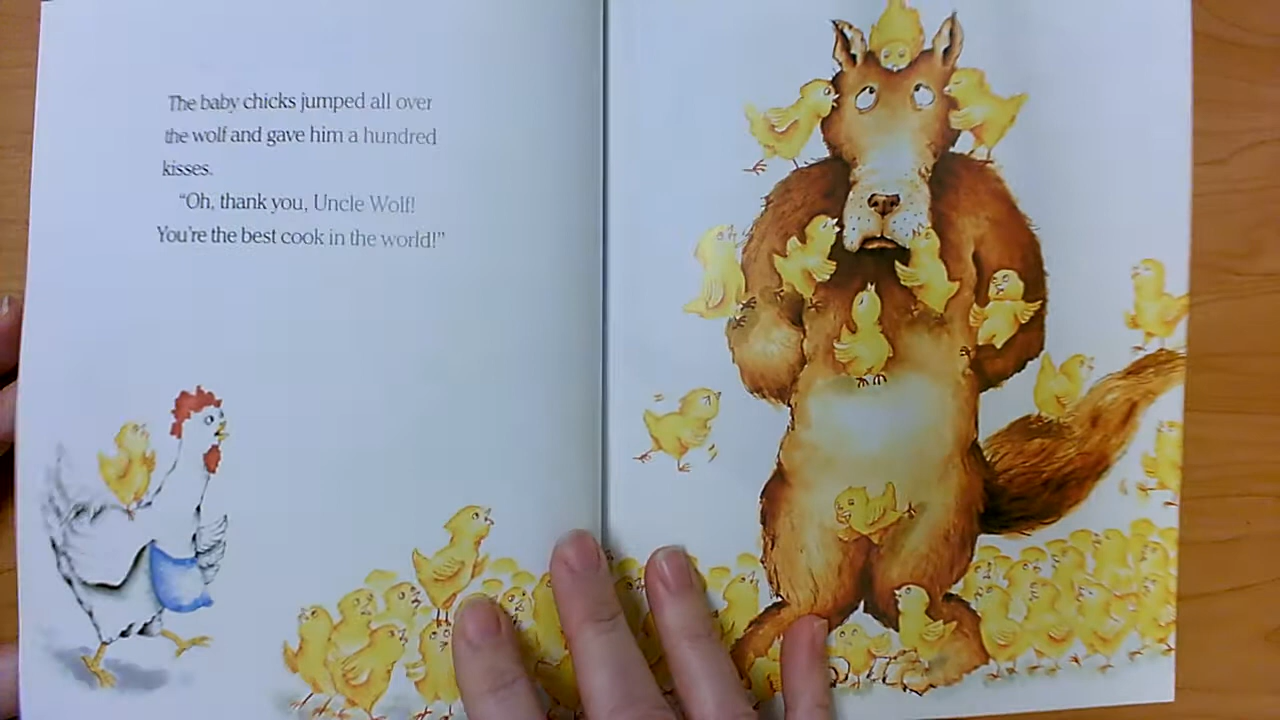 The baby chicks jumped all over
the wolf and gave him a hundred
kisses.
“Oh, thank you, Uncle Wolf!
You're the best cook in the world!”